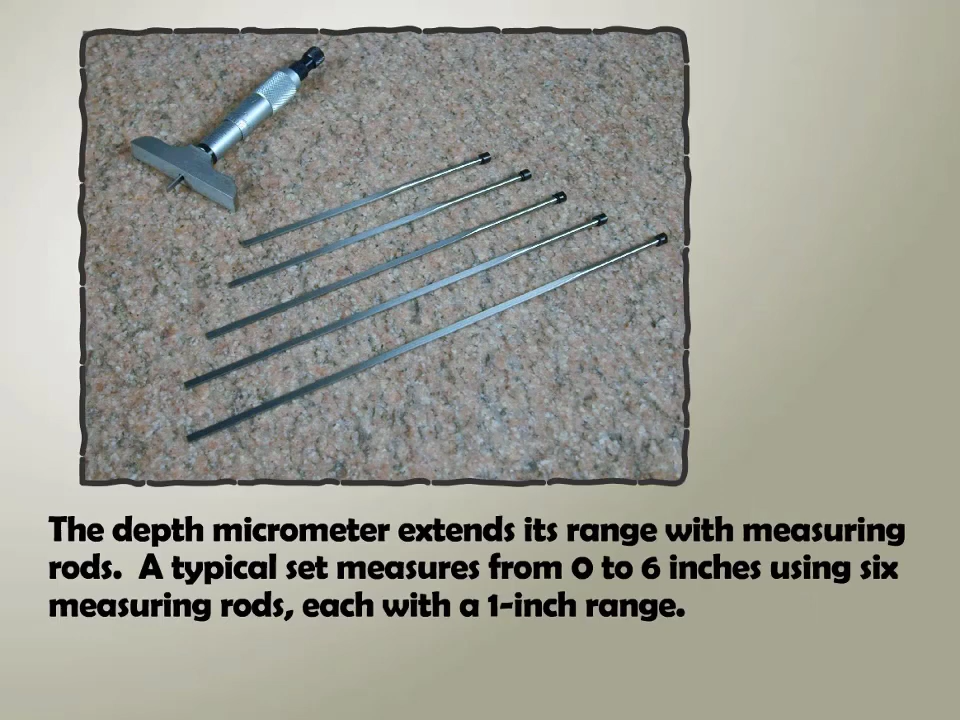 The depth micrometer extends its range with measuring
rods.  A typical set measures from 0 to 6 inches using six
measuring rods, each with a 1-inch range.